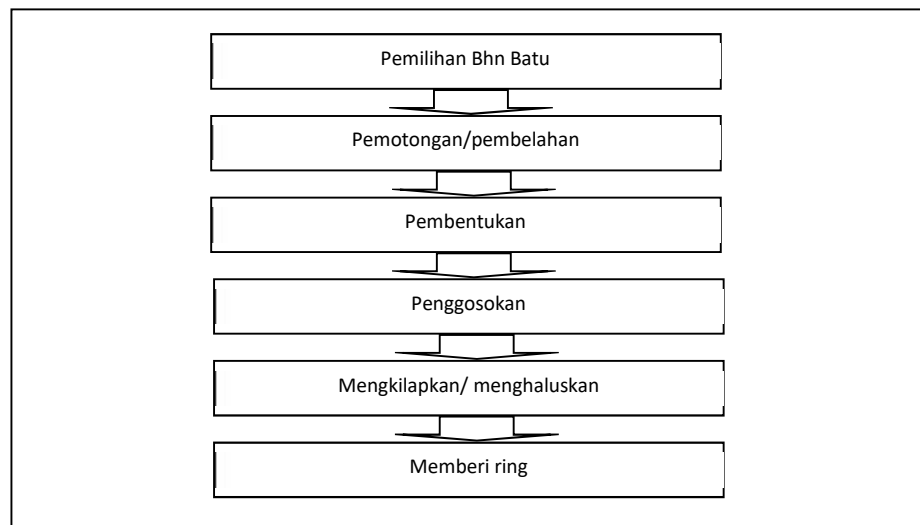 Pemilihan Bhn Batu
Pemotongan/pembelahan
Pembentukan
Penggosokan
Mengkilapkan/ menghaluskan
Memberi ring